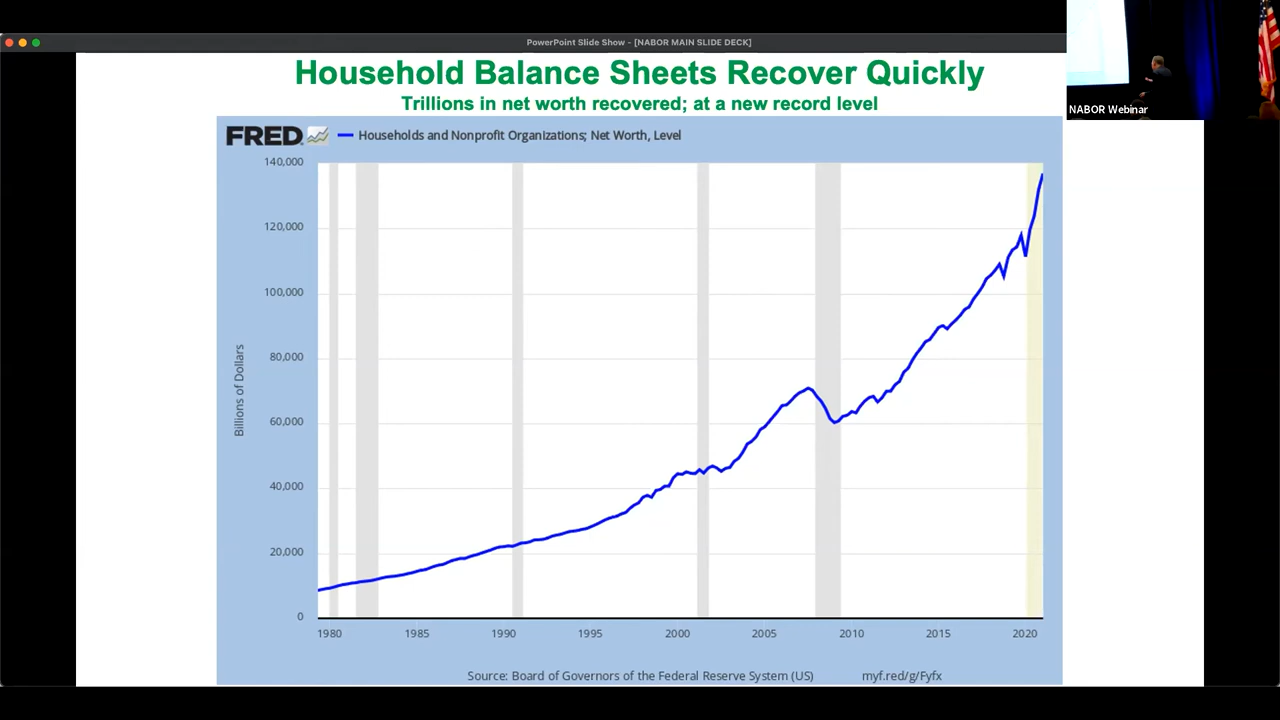 PowerPoint Slide Show - [NABOR MAIN SLIDE DECK]
Household Balance Sheets Recover Quickly
Trillions in net worth recovered; at a new record level
NABOR Webinar
FRED
Households and Nonprofit Organizations; Net Worth, Level
140,000
120,000
100,000
80,000
60,000
40,000
20,000
0
Billions of Dollars
1980 1985 1990 1995 2000 2005 2010 2015 2020
Source: Board of Governors of the Federal Reserve System (US) myf.red/g/Fyfx